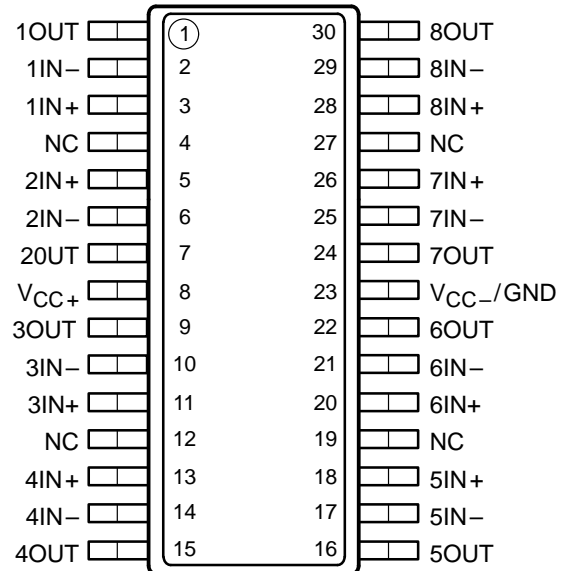 1OUT 1 30 8OUT
1IN– 2 29 8IN–
1IN+ 3 28 8IN+
NC 4 27 NC
2IN+ 5 26 7IN+
2IN– 6 25 7IN–
20UT 7 24 7OUT
VCC+ 8 23 VCC–/GND
3OUT 9 22 6OUT
3IN– 10 21 6IN–
3IN+ 11 20 6IN+
NC 12 19 NC
4IN+ 13 18 5IN+
4IN– 14 17 5IN–
4OUT 15 16 5OUT